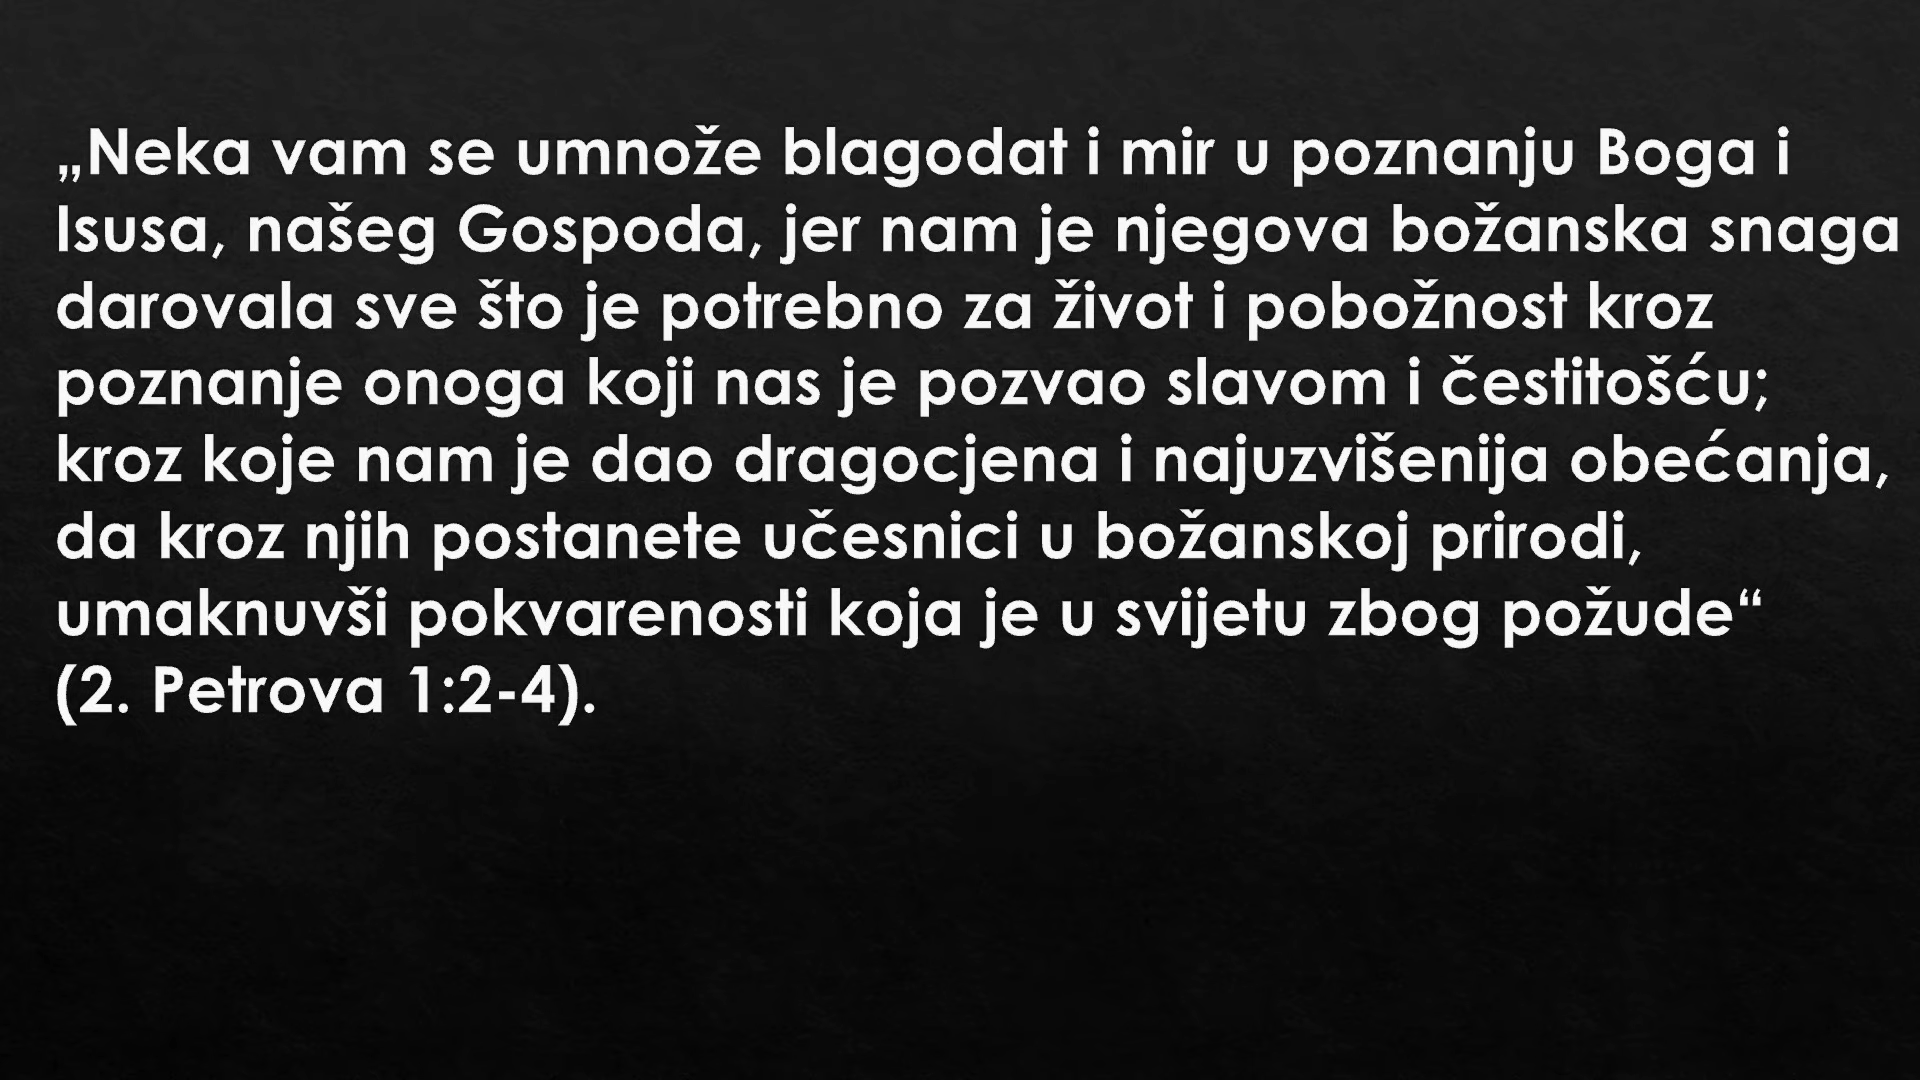 „Neka vam se umnože blagodat i mir u poznanju Boga i
Isusa, našeg Gospoda, jer nam je njegova božanska snaga
darovala sve što je potrebno za život i pobožnost kroz
poznanje onoga koji nas je pozvao slavom i čestitošću;
kroz koje nam je dao dragocjena i najuzvišenija obećanja,
da kroz njih postanete učesnici u božanskoj prirodi,
umaknuvši pokvarenosti koja je u svijetu zbog požude“
(2. Petrova 1:2-4).